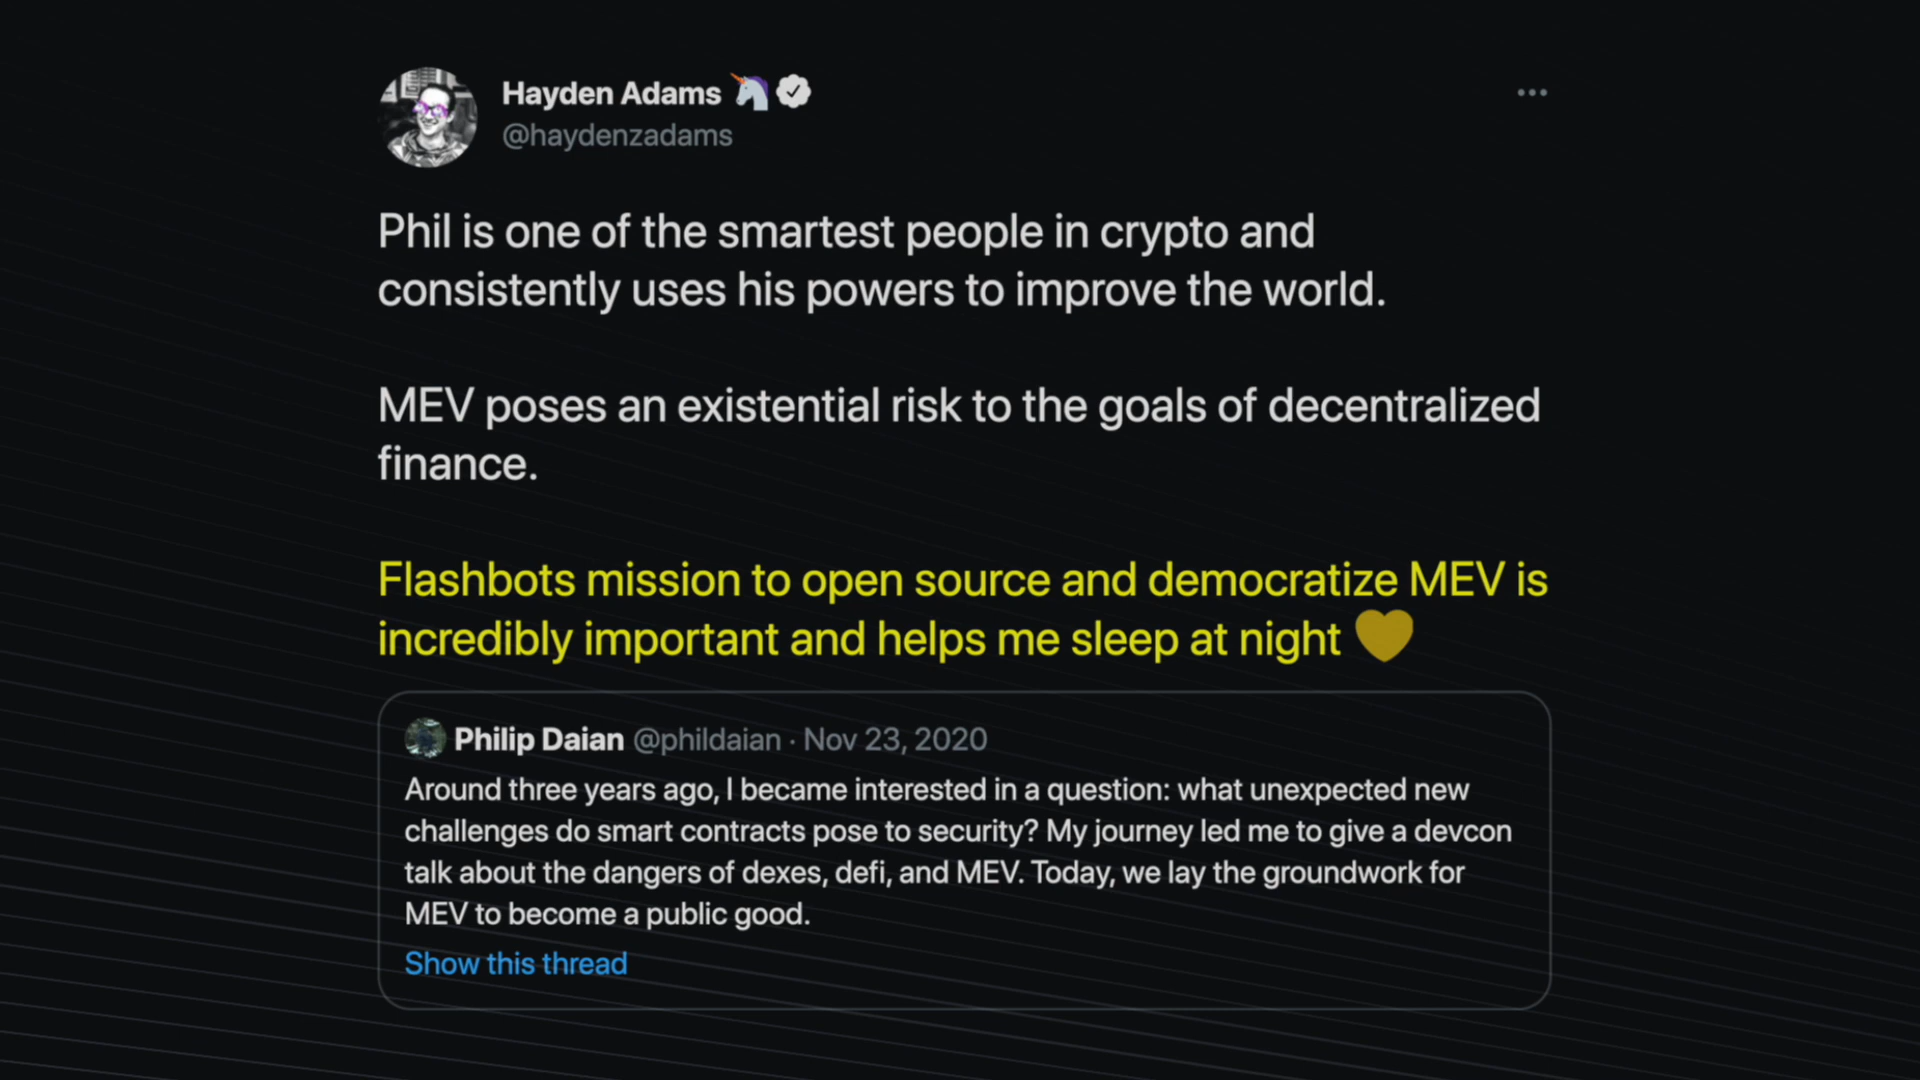 Hayden Adams 🦄
@haydenzadams
Phil is one of the smartest people in crypto and
consistently uses his powers to improve the world.
MEV poses an existential risk to the goals of decentralized
finance.
Flashbots mission to open source and democratize MEV is
incredibly important and helps me sleep at night 💛
Philip Daian @phildaian · Nov 23, 2020
Around three years ago, I became interested in a question: what unexpected new
challenges do smart contracts pose to security? My journey led me to give a devcon
talk about the dangers of dexes, defi, and MEV. Today, we lay the groundwork for
MEV to become a public good.
Show this thread